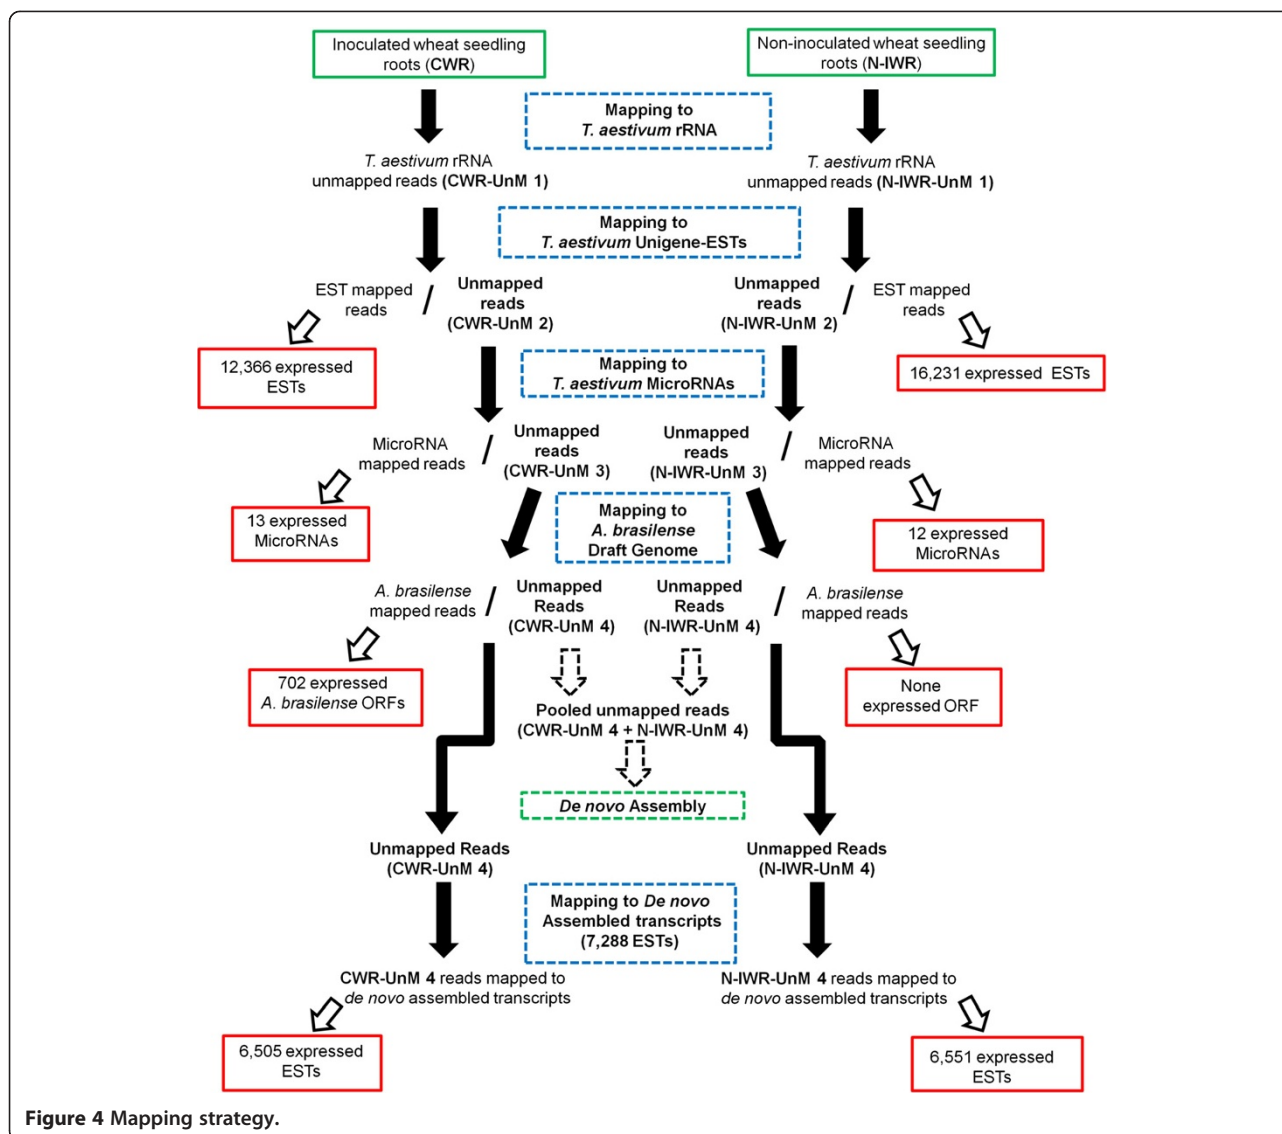 Inoculated wheat seedling
roots (CWR)
Non-inoculated wheat seedling
roots (N-IWR)
Mapping to
T. aestivum rRNA
T. aestivum rRNA
unmapped reads (CWR-UnM 1)
T. aestivum rRNA
unmapped reads (N-IWR-UnM 1)
Mapping to
T. aestivum Unigene-ESTs
EST mapped
reads
/
Unmapped
reads
(CWR-UnM 2)
Unmapped
reads
(N-IWR-UnM 2)
/
EST mapped
reads
12,366 expressed
ESTs
Mapping to
T. aestivum MicroRNAs
16,231 expressed ESTs
MicroRNA
mapped reads
/
Unmapped
reads
(CWR-UnM 3)
Unmapped
reads
(N-IWR-UnM 3)
/
MicroRNA
mapped reads
13 expressed
MicroRNAs
Mapping to
A. brasilense
Draft Genome
12 expressed
MicroRNAs
A. brasilense
mapped reads
/
Unmapped
Reads
(CWR-UnM 4)
Unmapped
Reads
(N-IWR-UnM 4)
/
A. brasilense
mapped reads
702 expressed
A. brasilense ORFs
None
expressed ORF
Pooled unmapped reads
(CWR-UnM 4 + N-IWR-UnM 4)
De novo Assembly
Unmapped Reads
(CWR-UnM 4)
Unmapped Reads
(N-IWR-UnM 4)
Mapping to De novo
Assembled transcripts
(7,288 ESTs)
CWR-UnM 4 reads mapped to
de novo assembled transcripts
N-IWR-UnM 4 reads mapped to
de novo assembled transcripts
6,505 expressed
ESTs
6,551 expressed
ESTs
Figure 4 Mapping strategy.